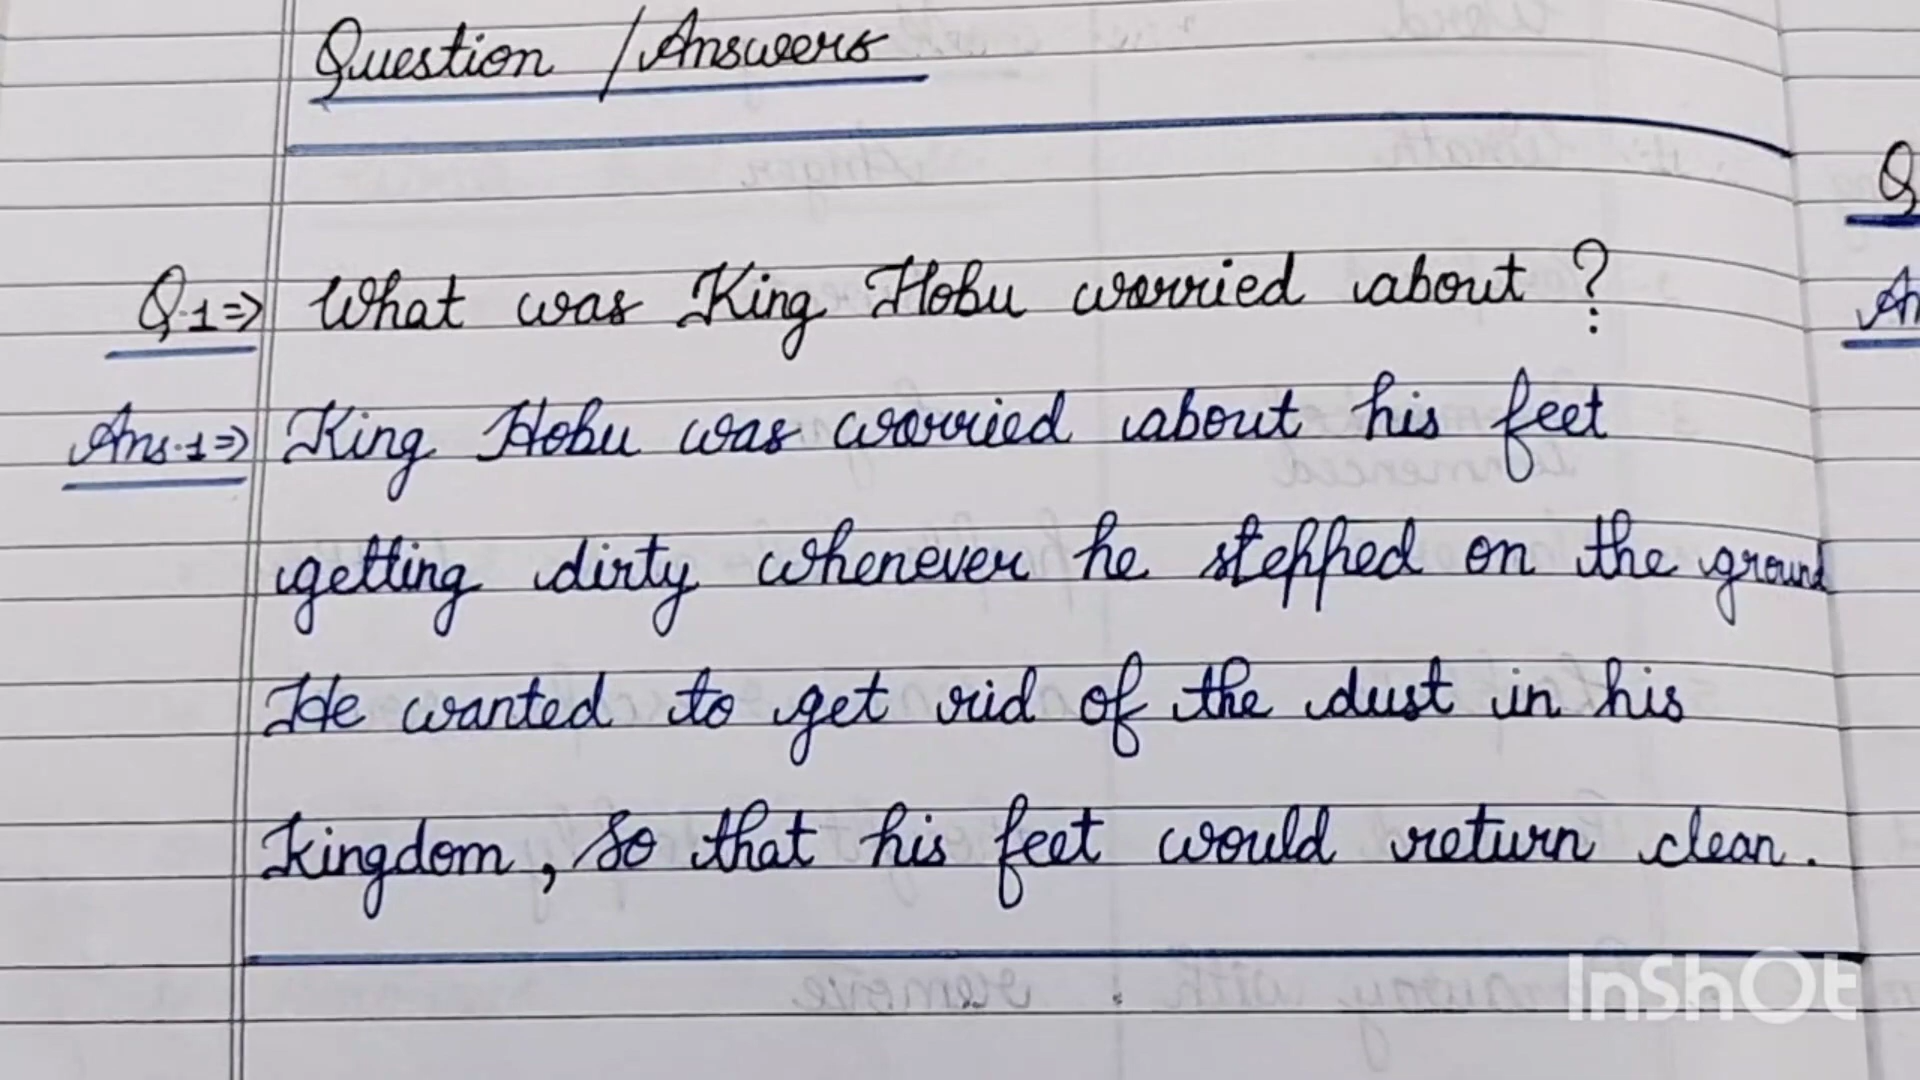 Question / Answers
Q.1⇒ What was King Hobu worried about ?
Ans.1⇒ King Hobu was worried about his feet
getting dirty whenever he stepped on the ground
He wanted to get rid of the dust in his
kingdom, so that his feet would return clean.
Q
An
InShOt